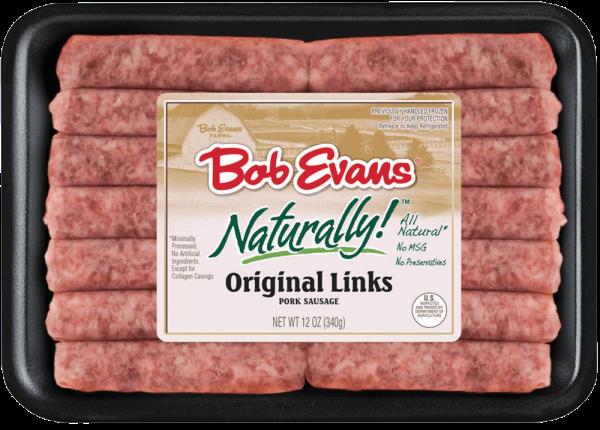 PREVIOUSLY HANDLED FROZEN
FOR YOUR PROTECTION
Refreeze or Keep Refrigerated
Bob Evans
FARMS.
Bob Evans®
Naturally!™
All
Natural*
No MSG
No Preservatives
*Minimally
Processed,
No Artificial
Ingredients,
Except for
Collagen Casings
Original Links
PORK SAUSAGE
NET WT 12 OZ (340g)
U.S.
INSPECTED
AND PASSED BY
DEPARTMENT OF
AGRICULTURE